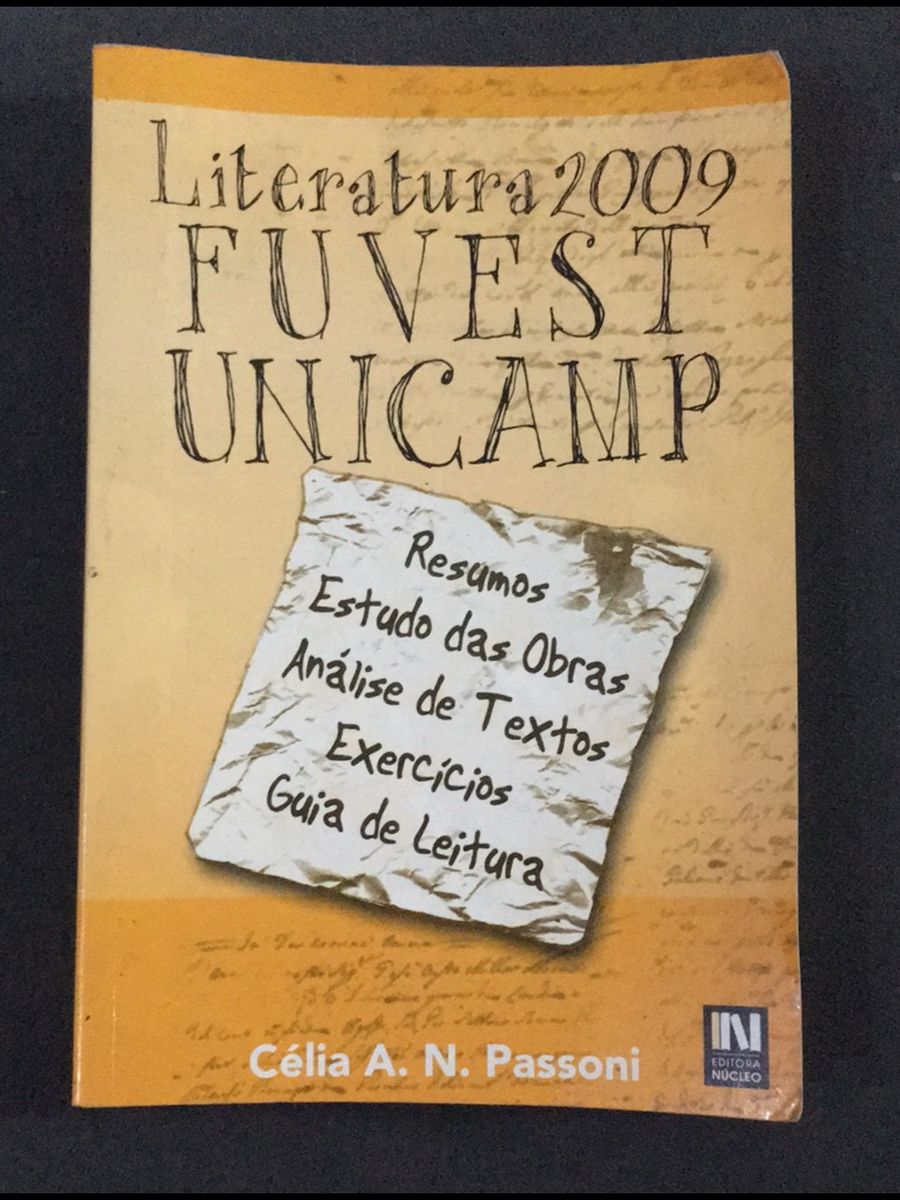 Literatura 2009
FUVEST
UNICAMP
Resumos
Estudo das Obras
Análise de Textos
Exercícios
Guia de Leitura
Célia A. N. Passoni
EDITORA
NÚCLEO